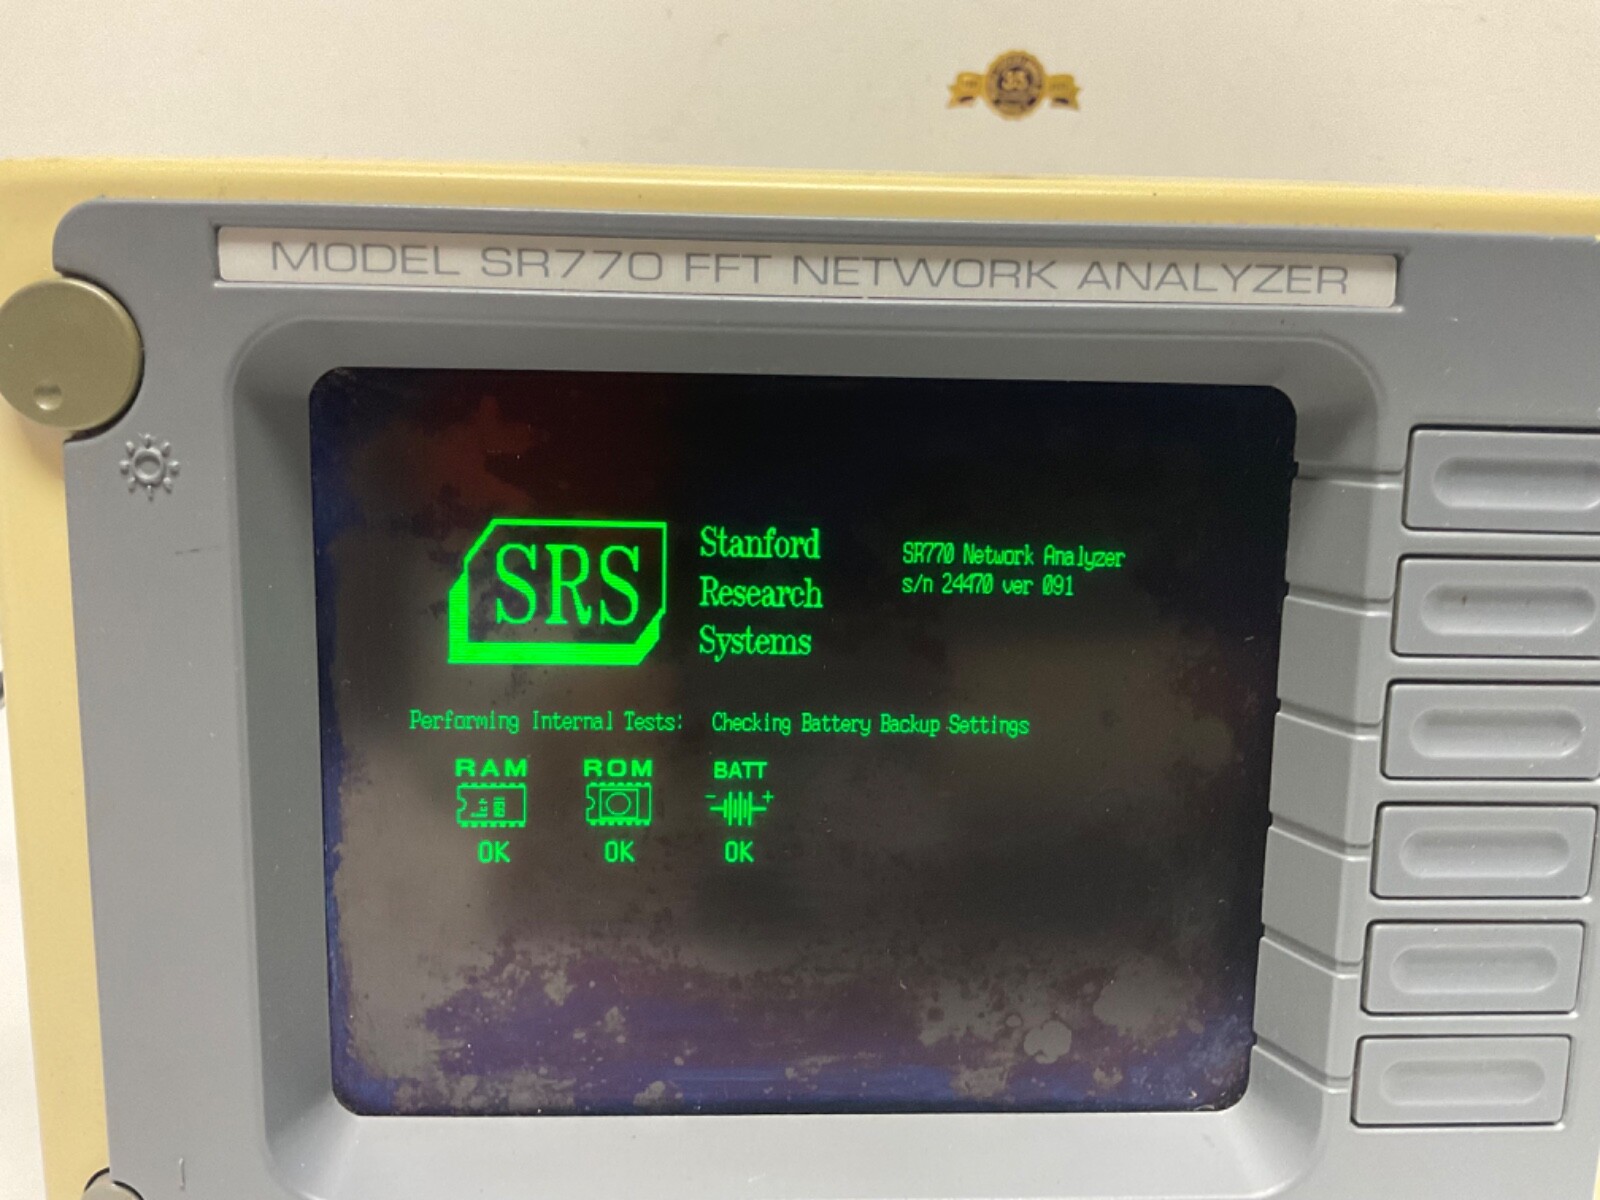 35
MODEL SR770 FFT NETWORK ANALYZER
SRS
Stanford
Research
Systems
SR770 Network Analyzer
s/n 24470 ver 091
Performing Internal Tests: Checking Battery Backup Settings
RAM ROM BATT
- +
OK OK OK